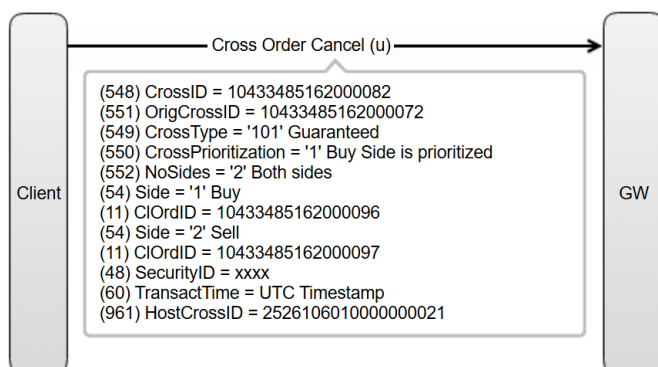 Cross Order Cancel (u)
(548) CrossID = 10433485162000082
(551) OrigCrossID = 10433485162000072
(549) CrossType = '101' Guaranteed
(550) CrossPrioritization = '1' Buy Side is prioritized
(552) NoSides = '2' Both sides
(54) Side = '1' Buy
(11) ClOrdID = 10433485162000096
(54) Side = '2' Sell
(11) ClOrdID = 10433485162000097
(48) SecurityID = xxxx
(60) TransactTime = UTC Timestamp
(961) HostCrossID = 2526106010000000021
Client
GW